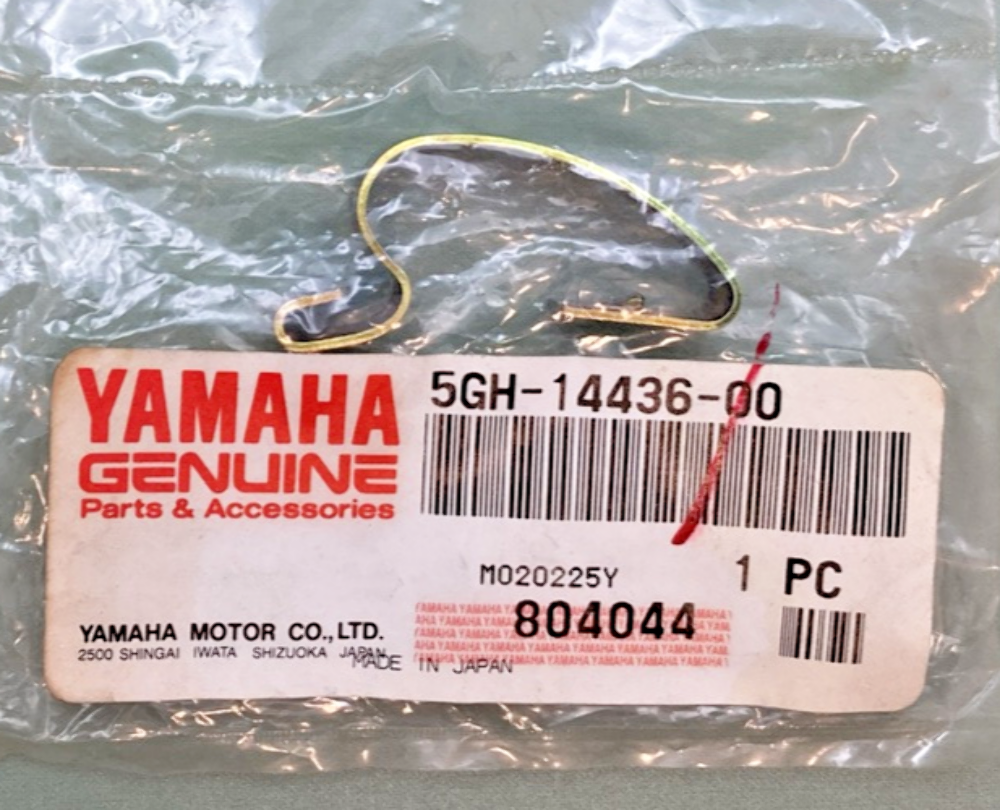 YAMAHA
GENUINE
Parts & Accessories
5GH-14436-00
M020225Y
1 PC
804044
YAMAHA MOTOR CO.,LTD.
2500 SHINGAI IWATA SHIZUOKA JAPAN
MADE IN JAPAN